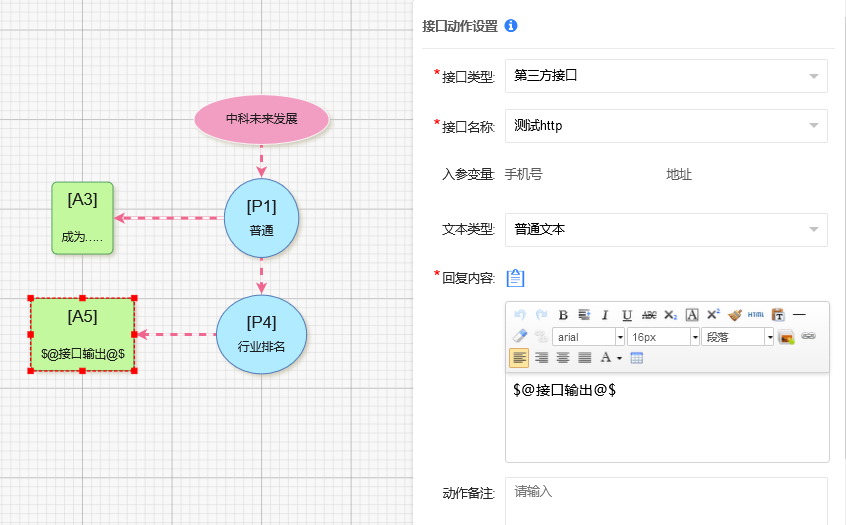 中科未来发展
[A3]
成为.....
[P1]
普通
[A5]
$@接口输出@$
[P4]
行业排名
接口动作设置
*接口类型:
第三方接口
*接口名称:
测试http
入参变量:
手机号
地址
文本类型:
普通文本
*回复内容:
B I U ABC X₂ A X² HTML
arial
16px
段落
A
$@接口输出@$
动作备注:
请输入